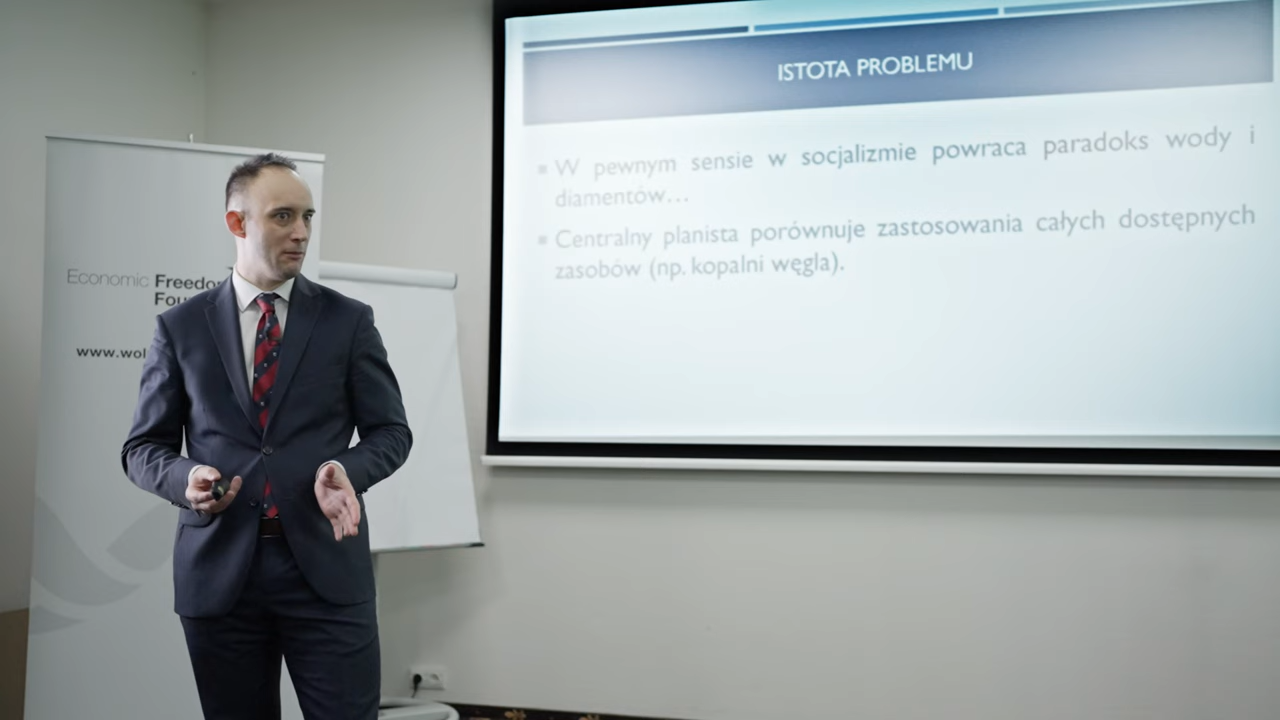 ISTOTA PROBLEMU
▪ W pewnym sensie w socjalizmie powraca paradoks wody i
diamentów...
▪ Centralny planista porównuje zastosowania całych dostępnych
zasobów (np. kopalni węgla).
Economic Freedo
Fou
www.wol